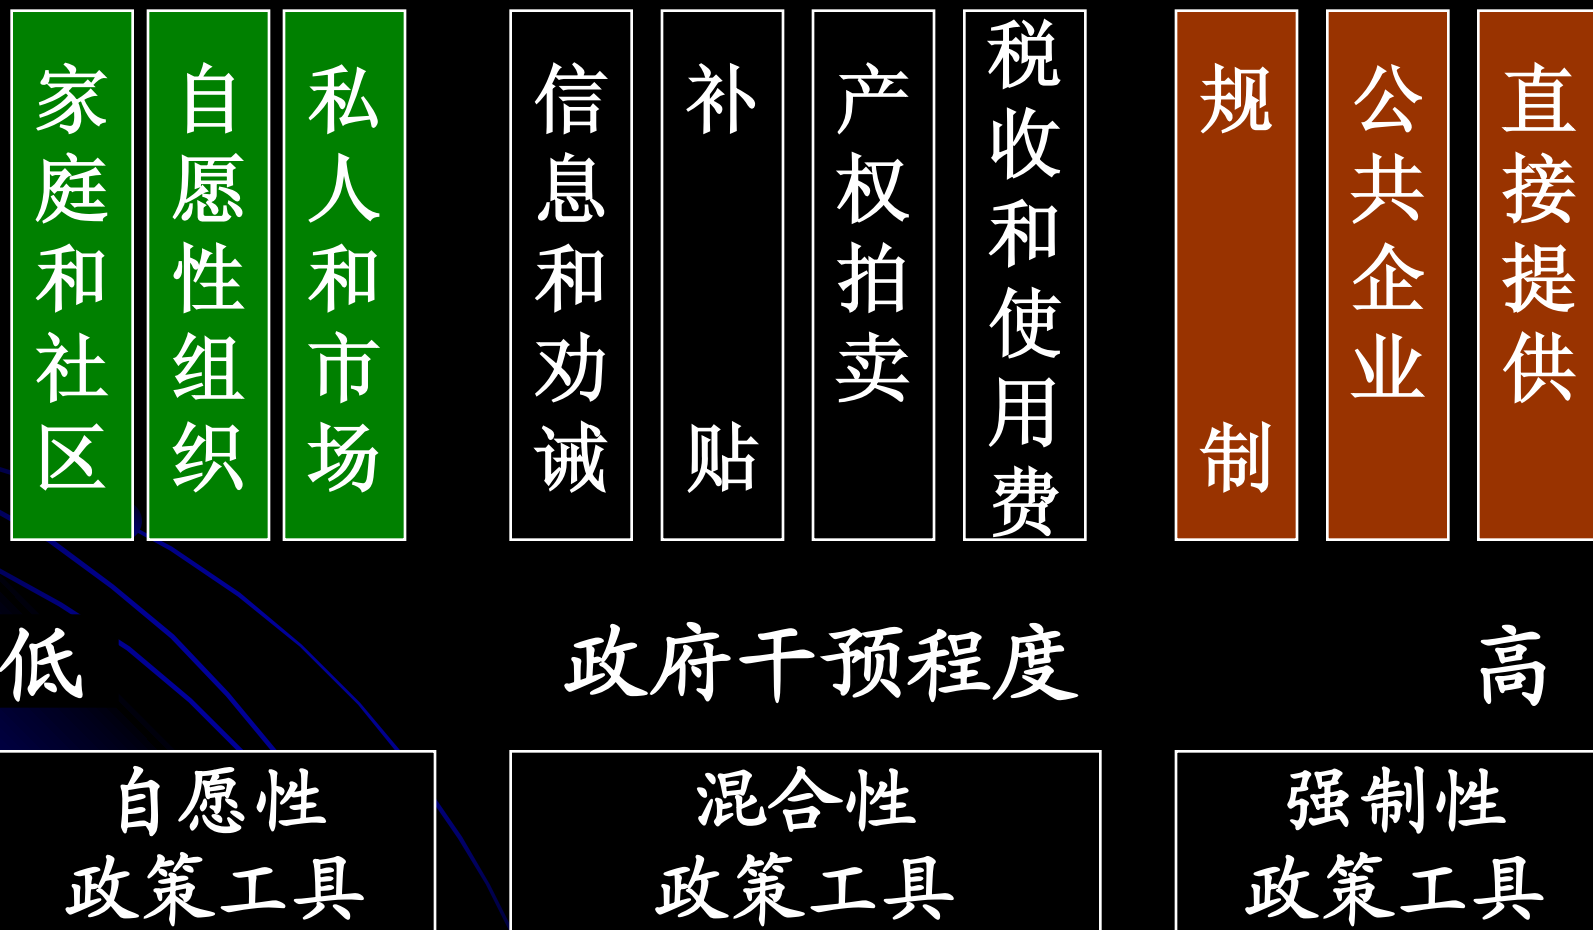 家庭和社区
自愿性组织
私人和市场
信息和劝诫
补贴
产权拍卖
税收和使用费
规制
公共企业
直接提供
低
政府干预程度
高
自愿性
政策工具
混合性
政策工具
强制性
政策工具